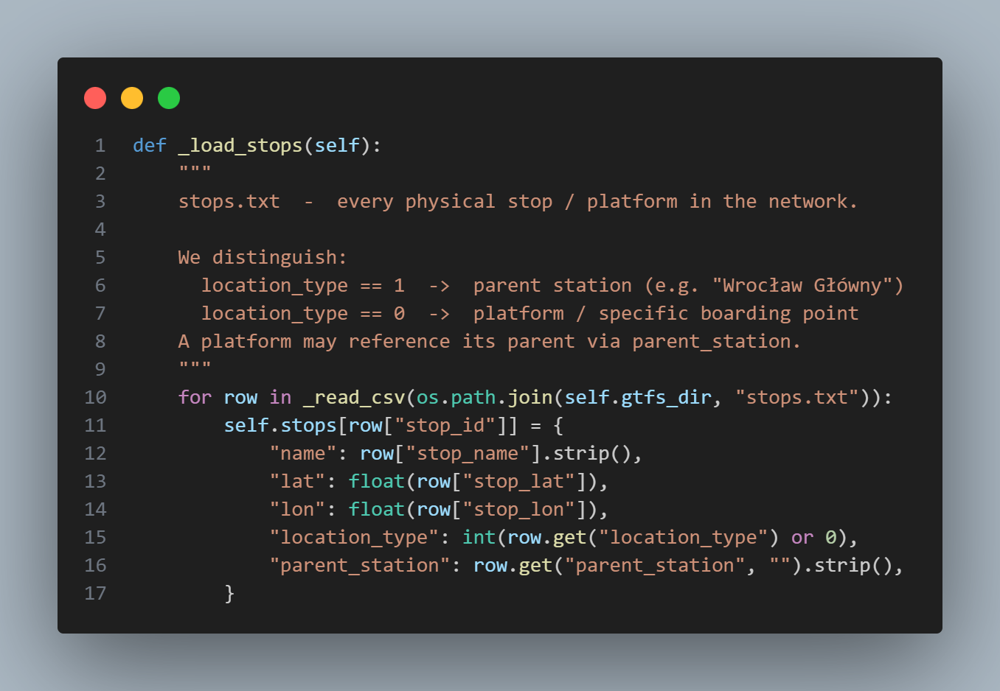 1 def _load_stops(self):
2     """
3     stops.txt  -  every physical stop / platform in the network.
4
5     We distinguish:
6       location_type == 1  ->  parent station (e.g. "Wrocław Główny")
7       location_type == 0  ->  platform / specific boarding point
8     A platform may reference its parent via parent_station.
9     """
10     for row in _read_csv(os.path.join(self.gtfs_dir, "stops.txt")):
11         self.stops[row["stop_id"]] = {
12             "name": row["stop_name"].strip(),
13             "lat": float(row["stop_lat"]),
14             "lon": float(row["stop_lon"]),
15             "location_type": int(row.get("location_type") or 0),
16             "parent_station": row.get("parent_station", "").strip(),
17         }